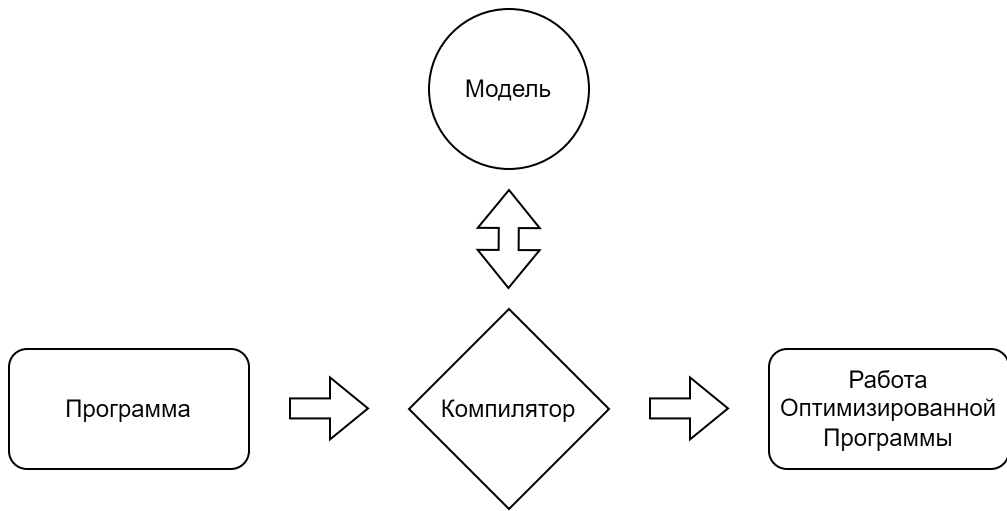 Модель
Программа
Компилятор
Работа
Оптимизированной
Программы